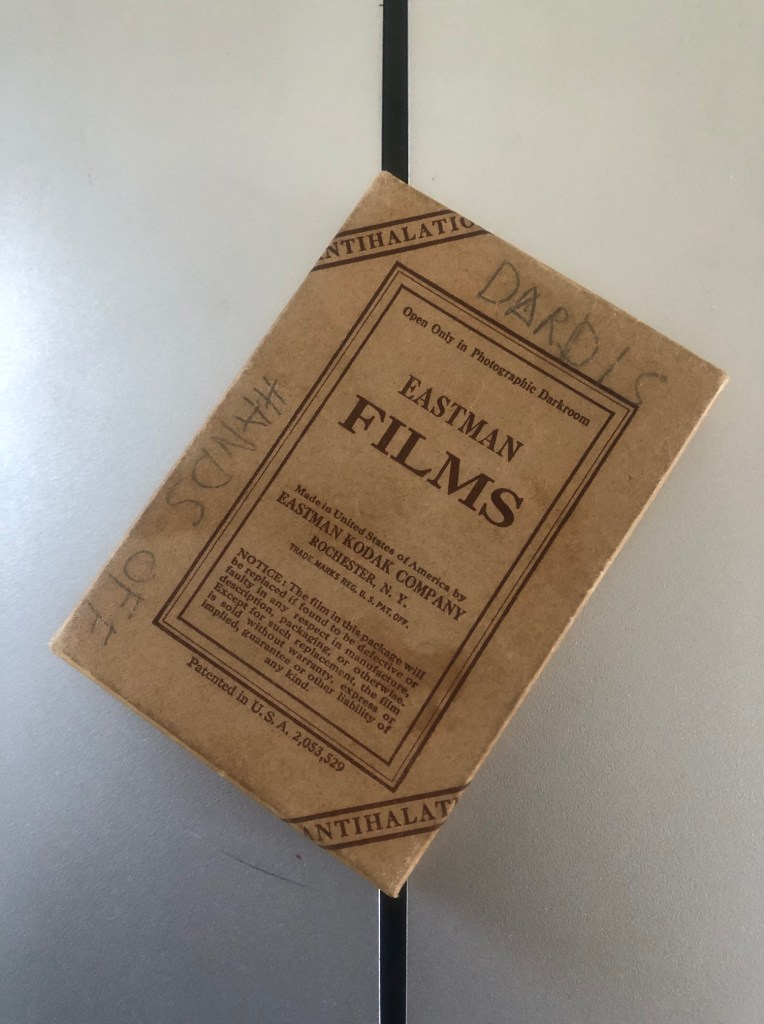 ANTIHALATIO
DARDIS
HANDS
OFF
Open Only in Photographic Darkroom
EASTMAN
FILMS
Made in United States of America by
EASTMAN KODAK COMPANY
ROCHESTER, N. Y.
TRADE MARKS REG. U. S. PAT. OFF.
NOTICE: The film in this package will
be replaced if found to be defective or
faulty in any respect in manufacture,
description, packaging, or otherwise.
Except for such replacement, the film
is sold without warranty, express or
implied, guarantee or other liability of
any kind.
Patented in U. S. A. 2,053,529
ANTIHALAT